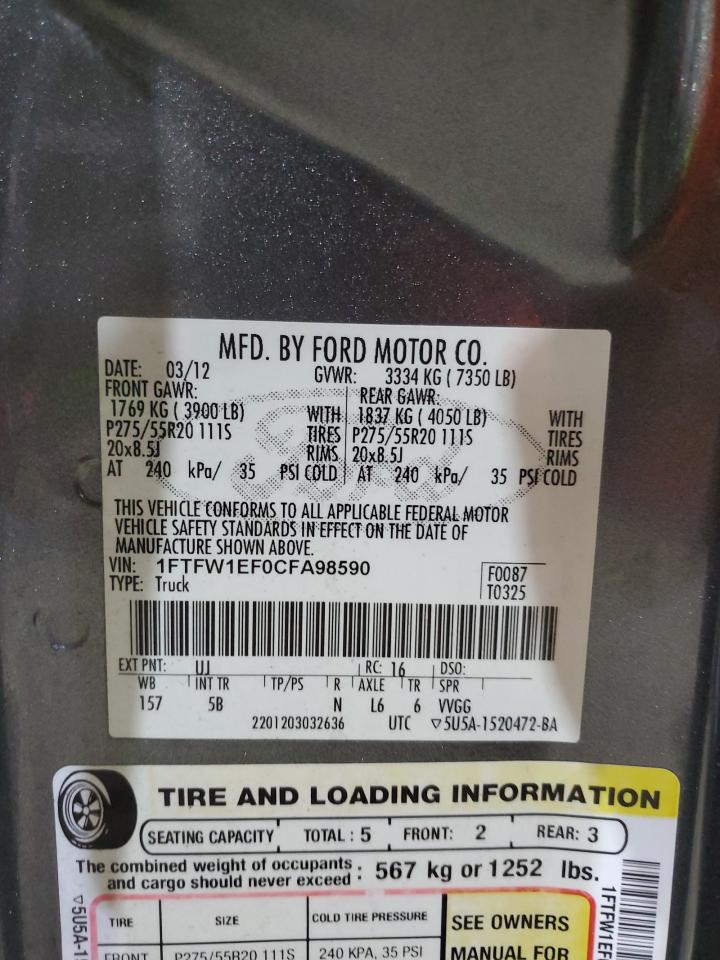 MFD. BY FORD MOTOR CO.
DATE: 03/12 GVWR: 3334 KG ( 7350 LB)
FRONT GAWR: REAR GAWR:
1769 KG ( 3900 LB) WITH 1837 KG ( 4050 LB) WITH
P275/55R20 111S TIRES P275/55R20 111S TIRES
20x8.5J RIMS 20x8.5J RIMS
AT 240 kPa/ 35 PSI COLD AT 240 kPa/ 35 PSI COLD
Ford
THIS VEHICLE CONFORMS TO ALL APPLICABLE FEDERAL MOTOR
VEHICLE SAFETY STANDARDS IN EFFECT ON THE DATE OF
MANUFACTURE SHOWN ABOVE.
VIN: 1FTFW1EF0CFA98590
TYPE: Truck
F0087
T0325
EXT PNT: UJ RC: 16 DSO:
WB INT TR TP/PS R AXLE TR SPR
157 5B N L6 6 VVGG
2201203032636 UTC ▽5U5A-1520472-BA
TIRE AND LOADING INFORMATION
SEATING CAPACITY TOTAL : 5 FRONT: 2 REAR: 3
The combined weight of occupants
and cargo should never exceed : 567 kg or 1252 lbs.
TIRE SIZE COLD TIRE PRESSURE
FRONT P275/55R20 111S 240 KPA, 35 PSI
SEE OWNERS
MANUAL FOR
▽5U5A-1
1FTFW1EF